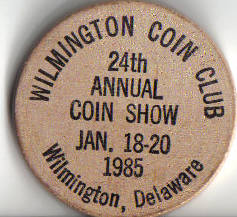 WILMINGTON COIN CLUB
24th
ANNUAL
COIN SHOW
JAN. 18-20
1985
Wilmington, Delaware